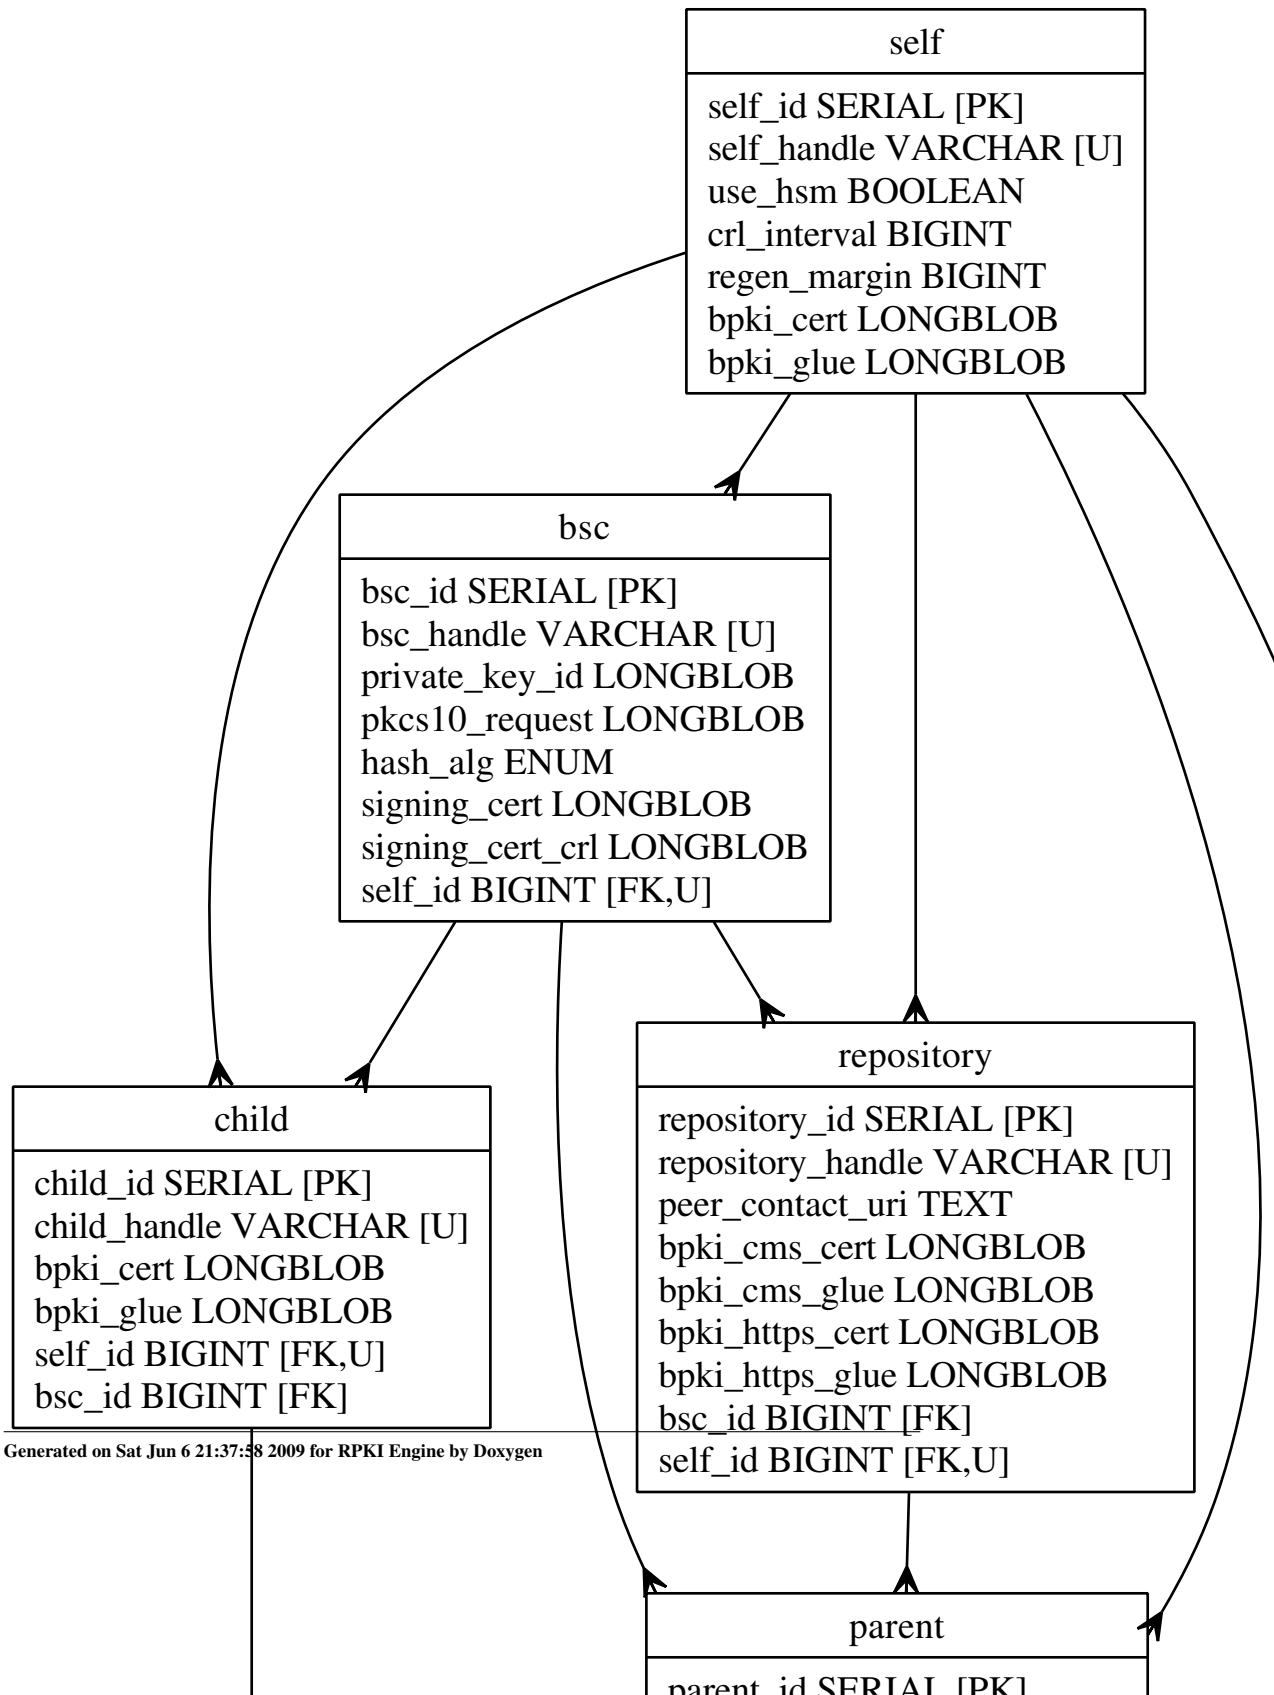 self
self_id SERIAL [PK]
self_handle VARCHAR [U]
use_hsm BOOLEAN
crl_interval BIGINT
regen_margin BIGINT
bpki_cert LONGBLOB
bpki_glue LONGBLOB
bsc
bsc_id SERIAL [PK]
bsc_handle VARCHAR [U]
private_key_id LONGBLOB
pkcs10_request LONGBLOB
hash_alg ENUM
signing_cert LONGBLOB
signing_cert_crl LONGBLOB
self_id BIGINT [FK,U]
repository
repository_id SERIAL [PK]
repository_handle VARCHAR [U]
peer_contact_uri TEXT
bpki_cms_cert LONGBLOB
bpki_cms_glue LONGBLOB
bpki_https_cert LONGBLOB
bpki_https_glue LONGBLOB
bsc_id BIGINT [FK]
self_id BIGINT [FK,U]
child
child_id SERIAL [PK]
child_handle VARCHAR [U]
bpki_cert LONGBLOB
bpki_glue LONGBLOB
self_id BIGINT [FK,U]
bsc_id BIGINT [FK]
Generated on Sat Jun 6 21:37:58 2009 for RPKI Engine by Doxygen
parent
parent_id SERIAL [PK]